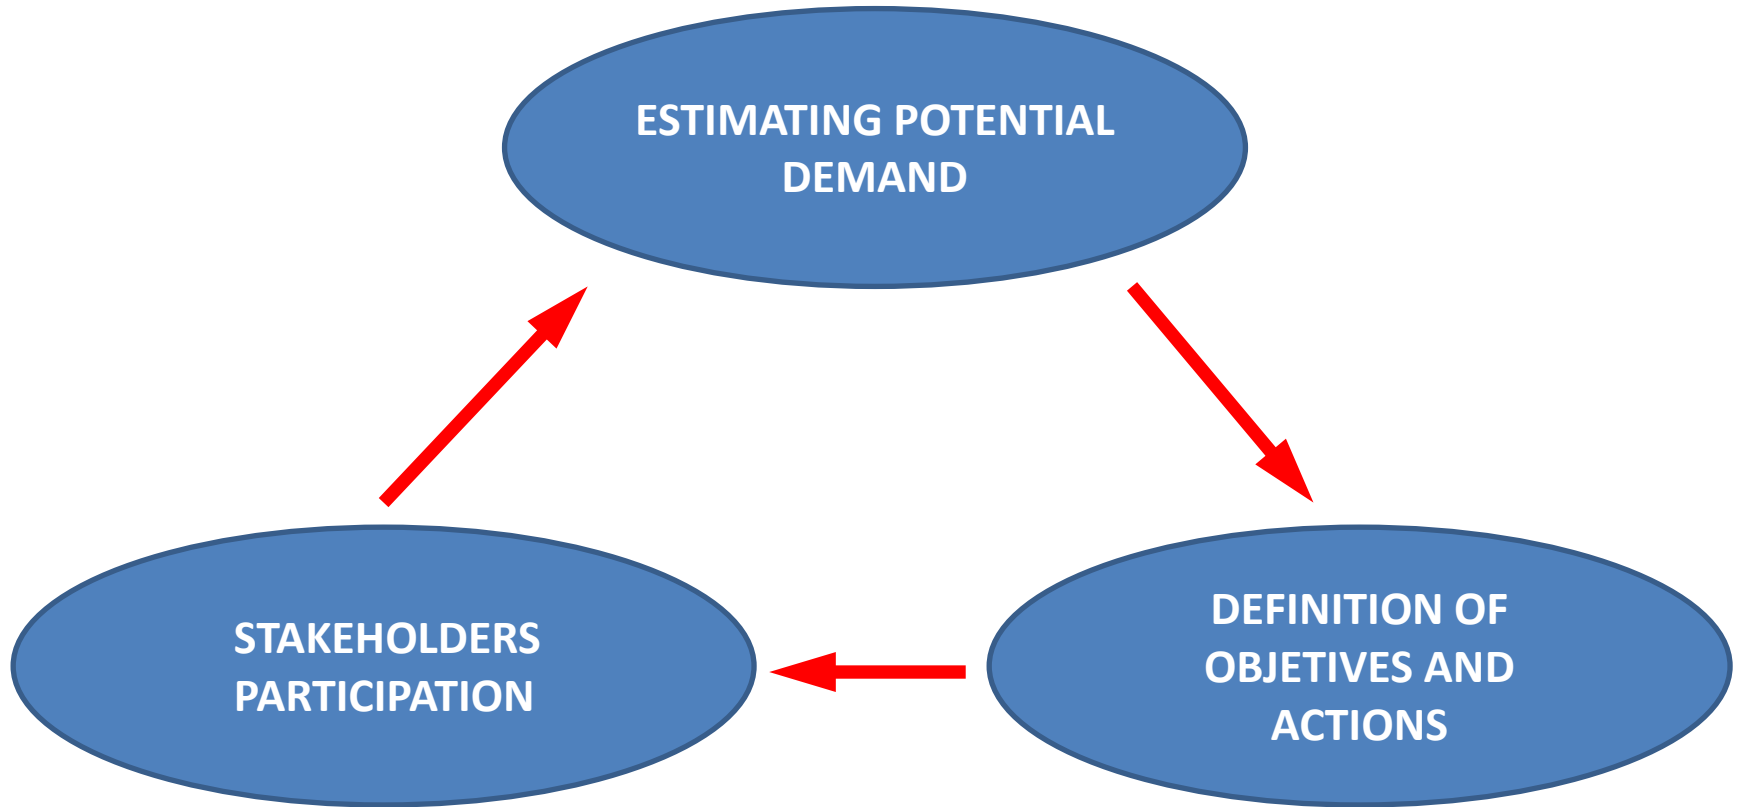 ESTIMATING POTENTIAL
DEMAND
STAKEHOLDERS
PARTICIPATION
DEFINITION OF
OBJETIVES AND
ACTIONS